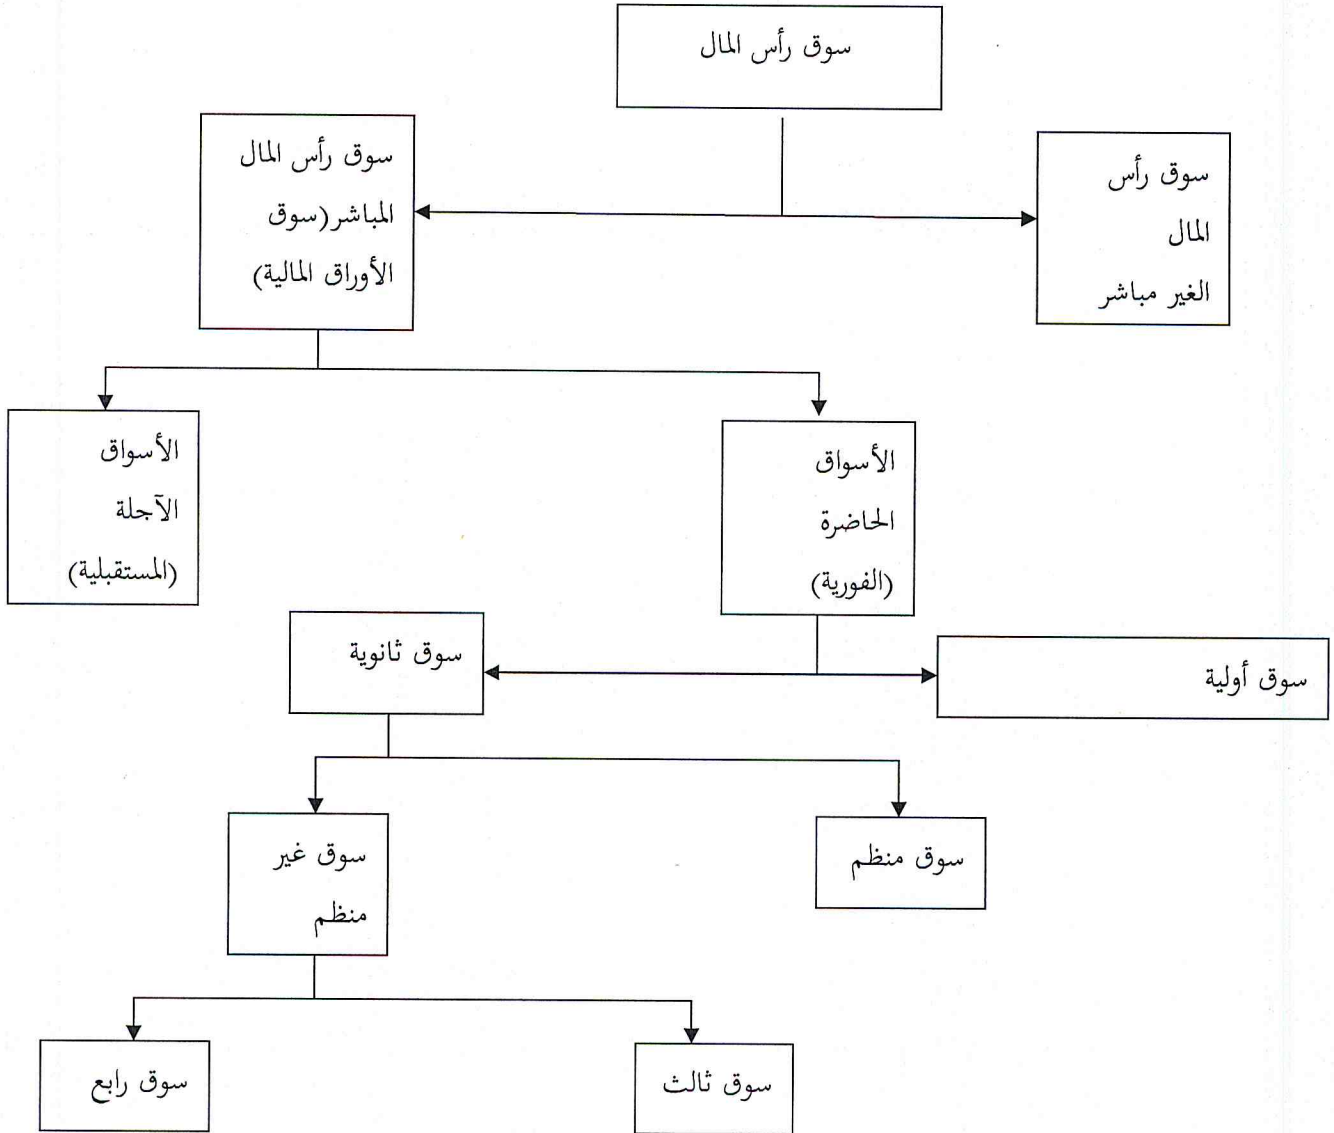 سوق رأس المال
سوق رأس
المال
الغير مباشر
سوق رأس المال
المباشر(سوق
الأوراق المالية)
الأسواق
الحاضرة
(الفورية)
الأسواق
الآجلة
(المستقبلية)
سوق أولية
سوق ثانوية
سوق منظم
سوق غير
منظم
سوق ثالث
سوق رابع